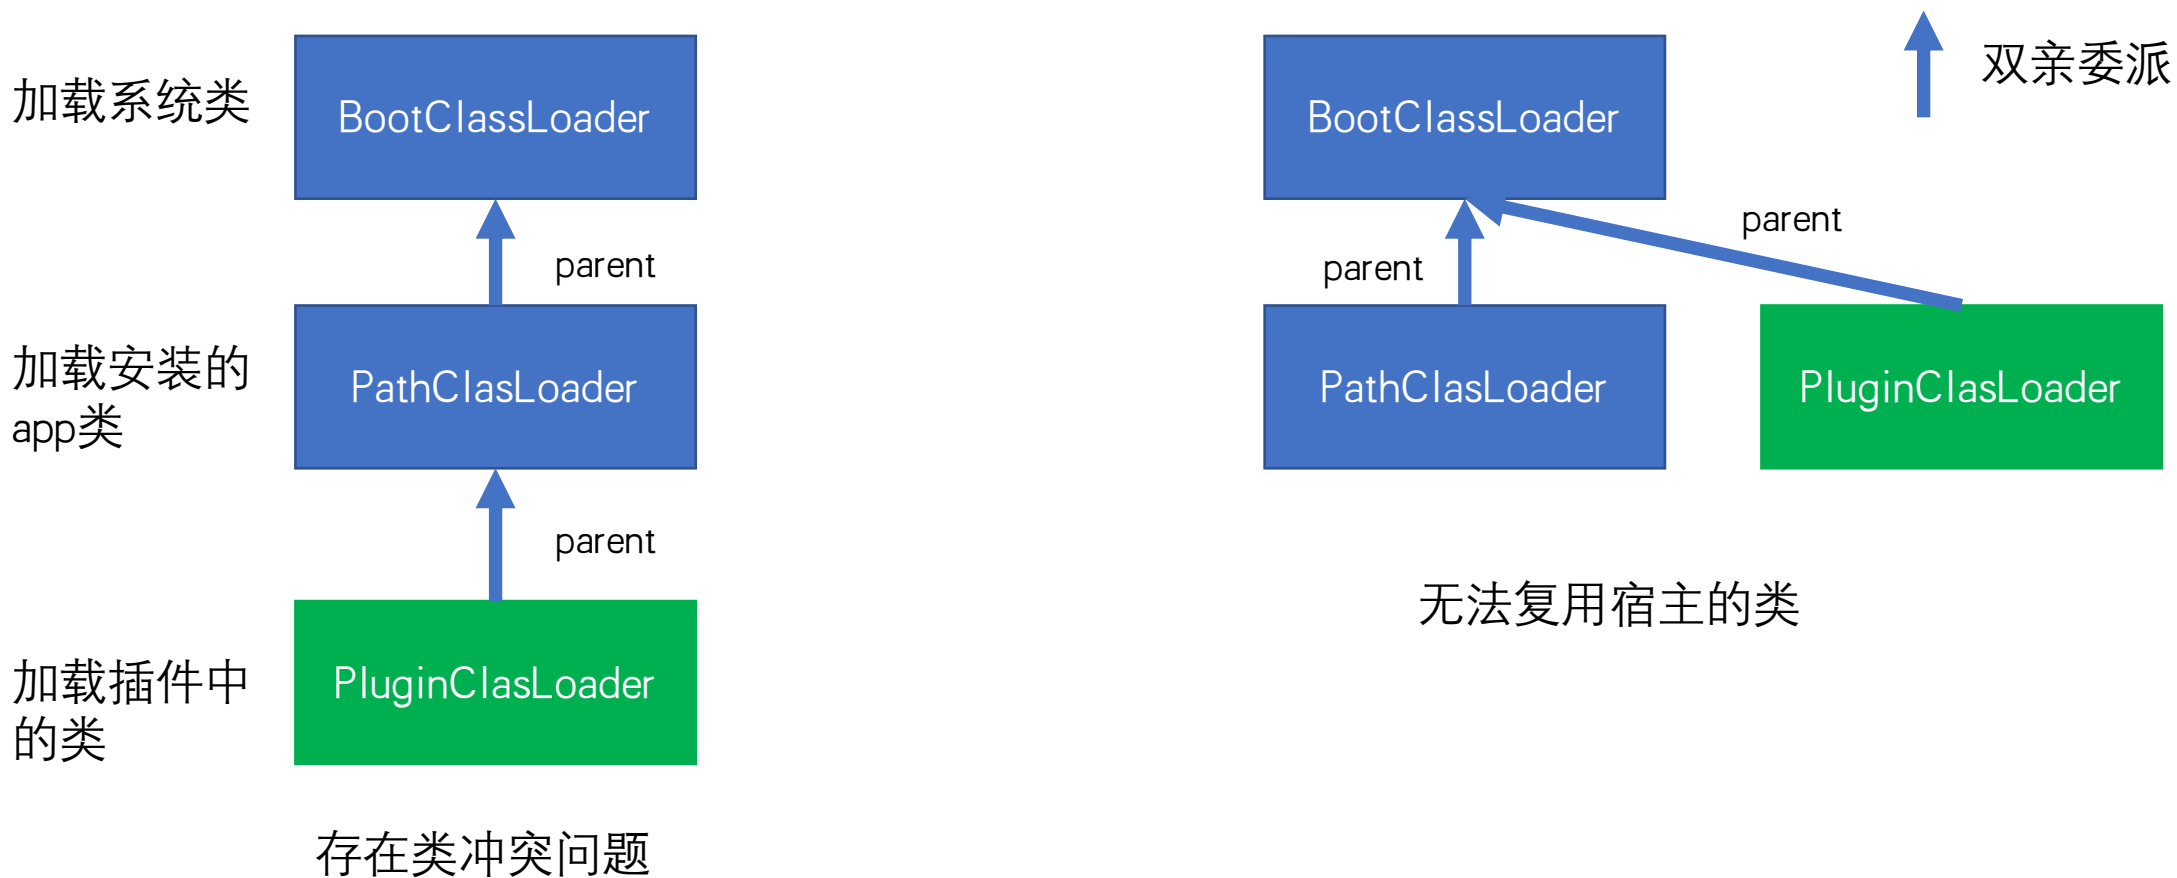 加载系统类
BootClassLoader
parent
加载安装的
app类
PathClasLoader
parent
加载插件中
的类
PluginClasLoader
存在类冲突问题
双亲委派
BootClassLoader
parent
parent
PathClasLoader
PluginClasLoader
无法复用宿主的类